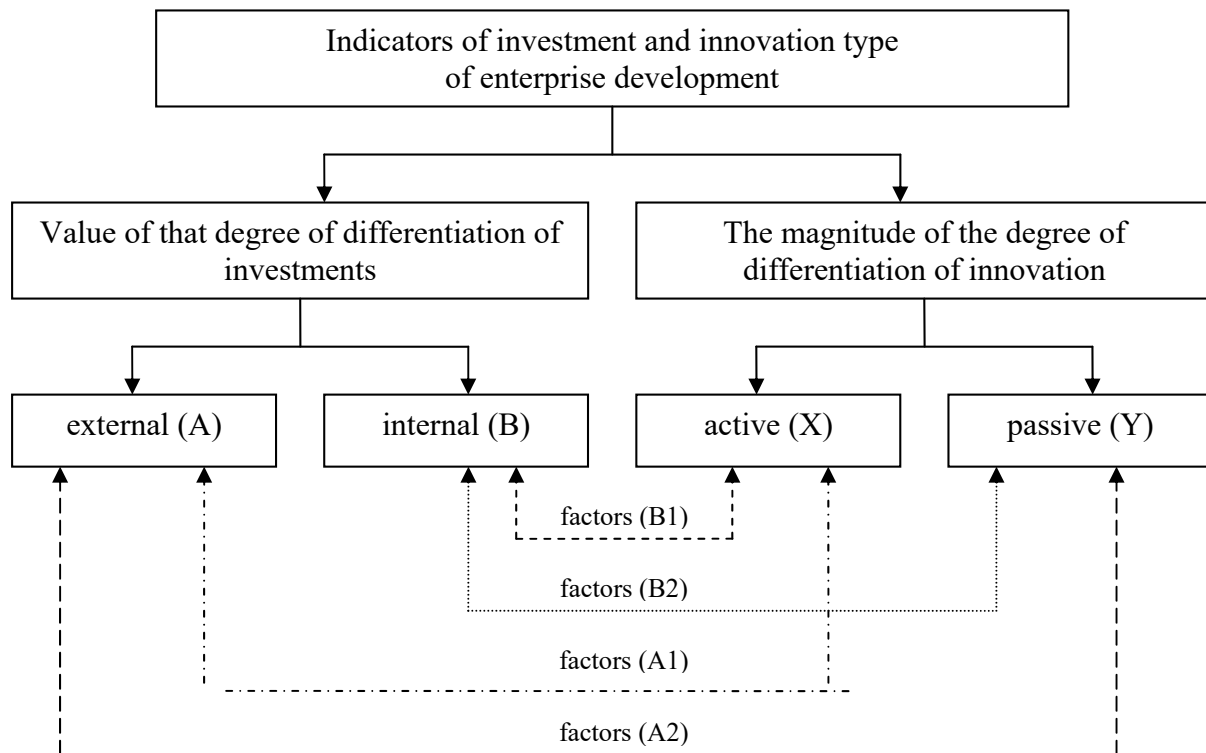 Indicators of investment and innovation type
of enterprise development
Value of that degree of differentiation of
investments
The magnitude of the degree of
differentiation of innovation
external (A)
internal (B)
active (X)
passive (Y)
factors (B1)
factors (B2)
factors (A1)
factors (A2)